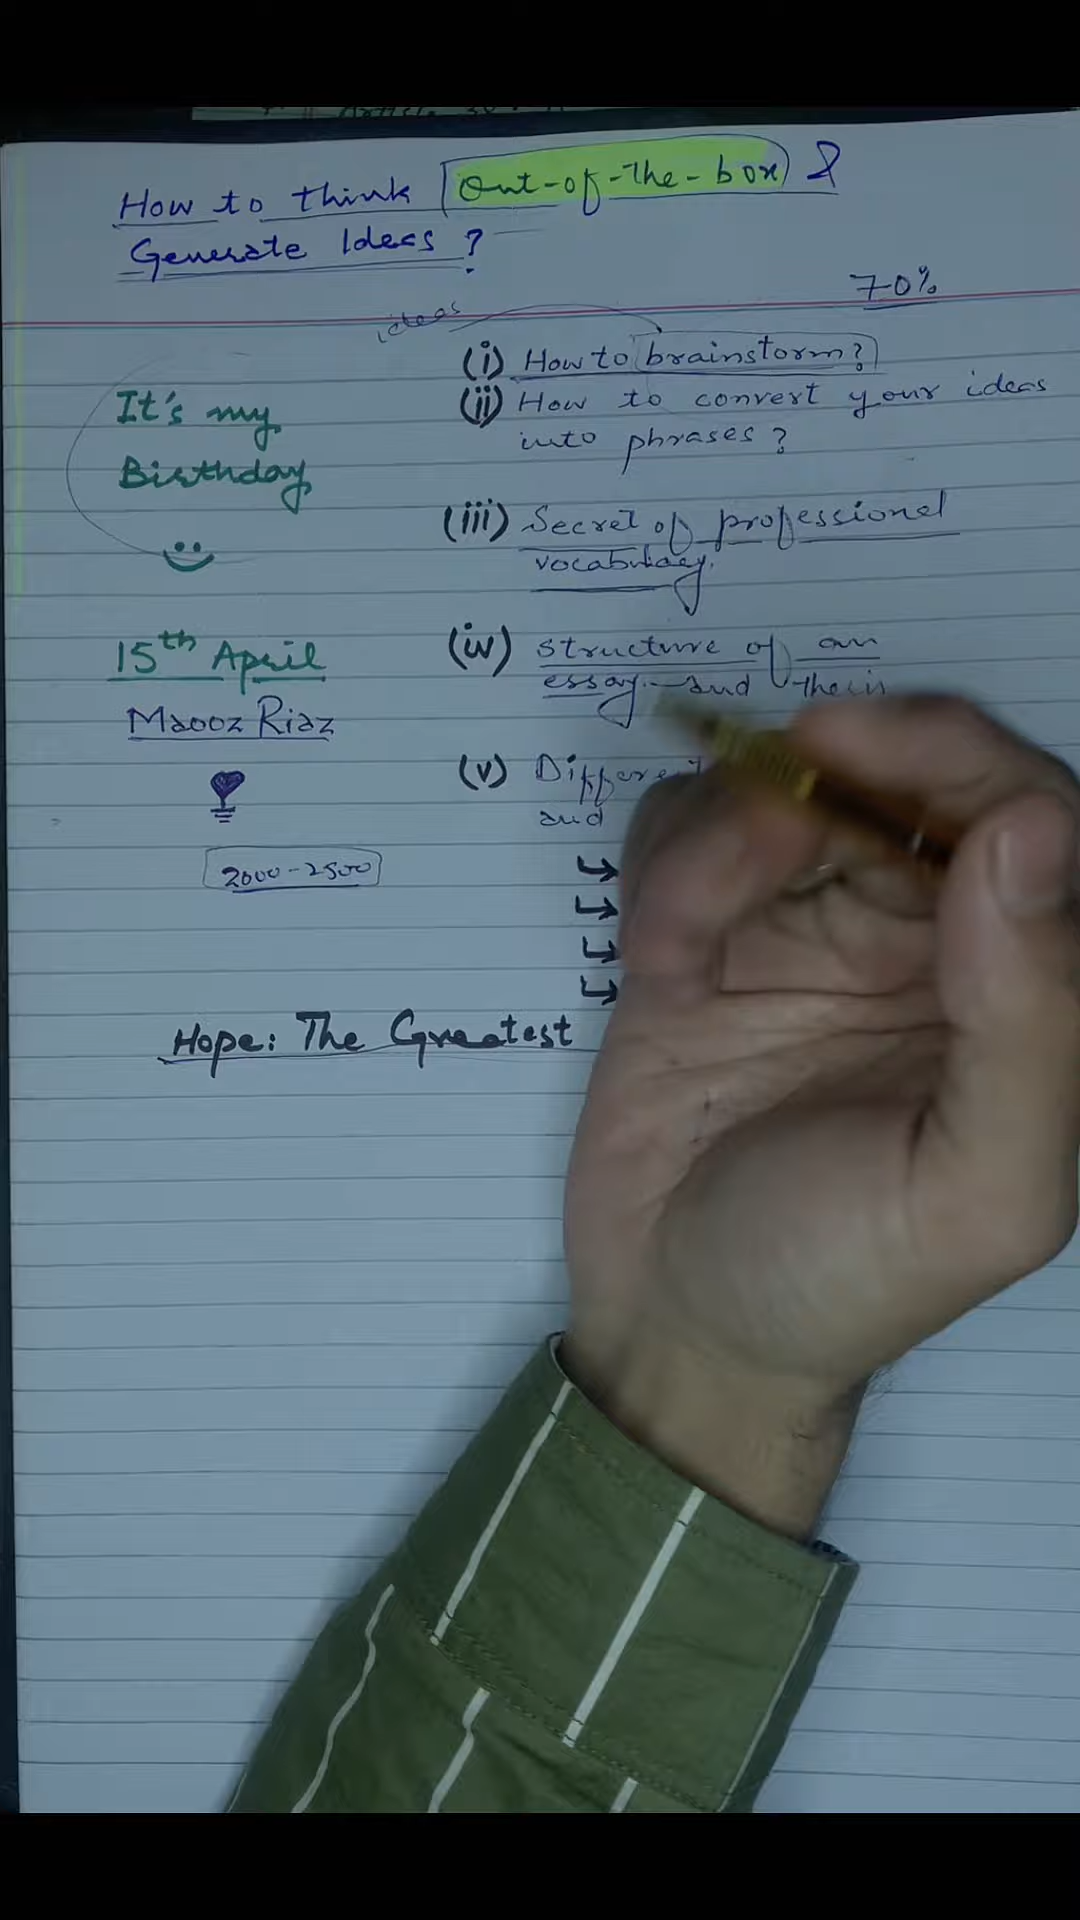 How to think Out-of-the-box &
Generate Ideas?
70%
ideas
(i) How to brainstorm?
(ii) How to convert your ideas
into phrases?
(iii) Secret of professional
vocabulary.
(iv) Structure of an
essay and thesis
(v) Different
and
It's my
Birthday
15th April
Maooz Riaz
2000-2500
Hope: The Greatest